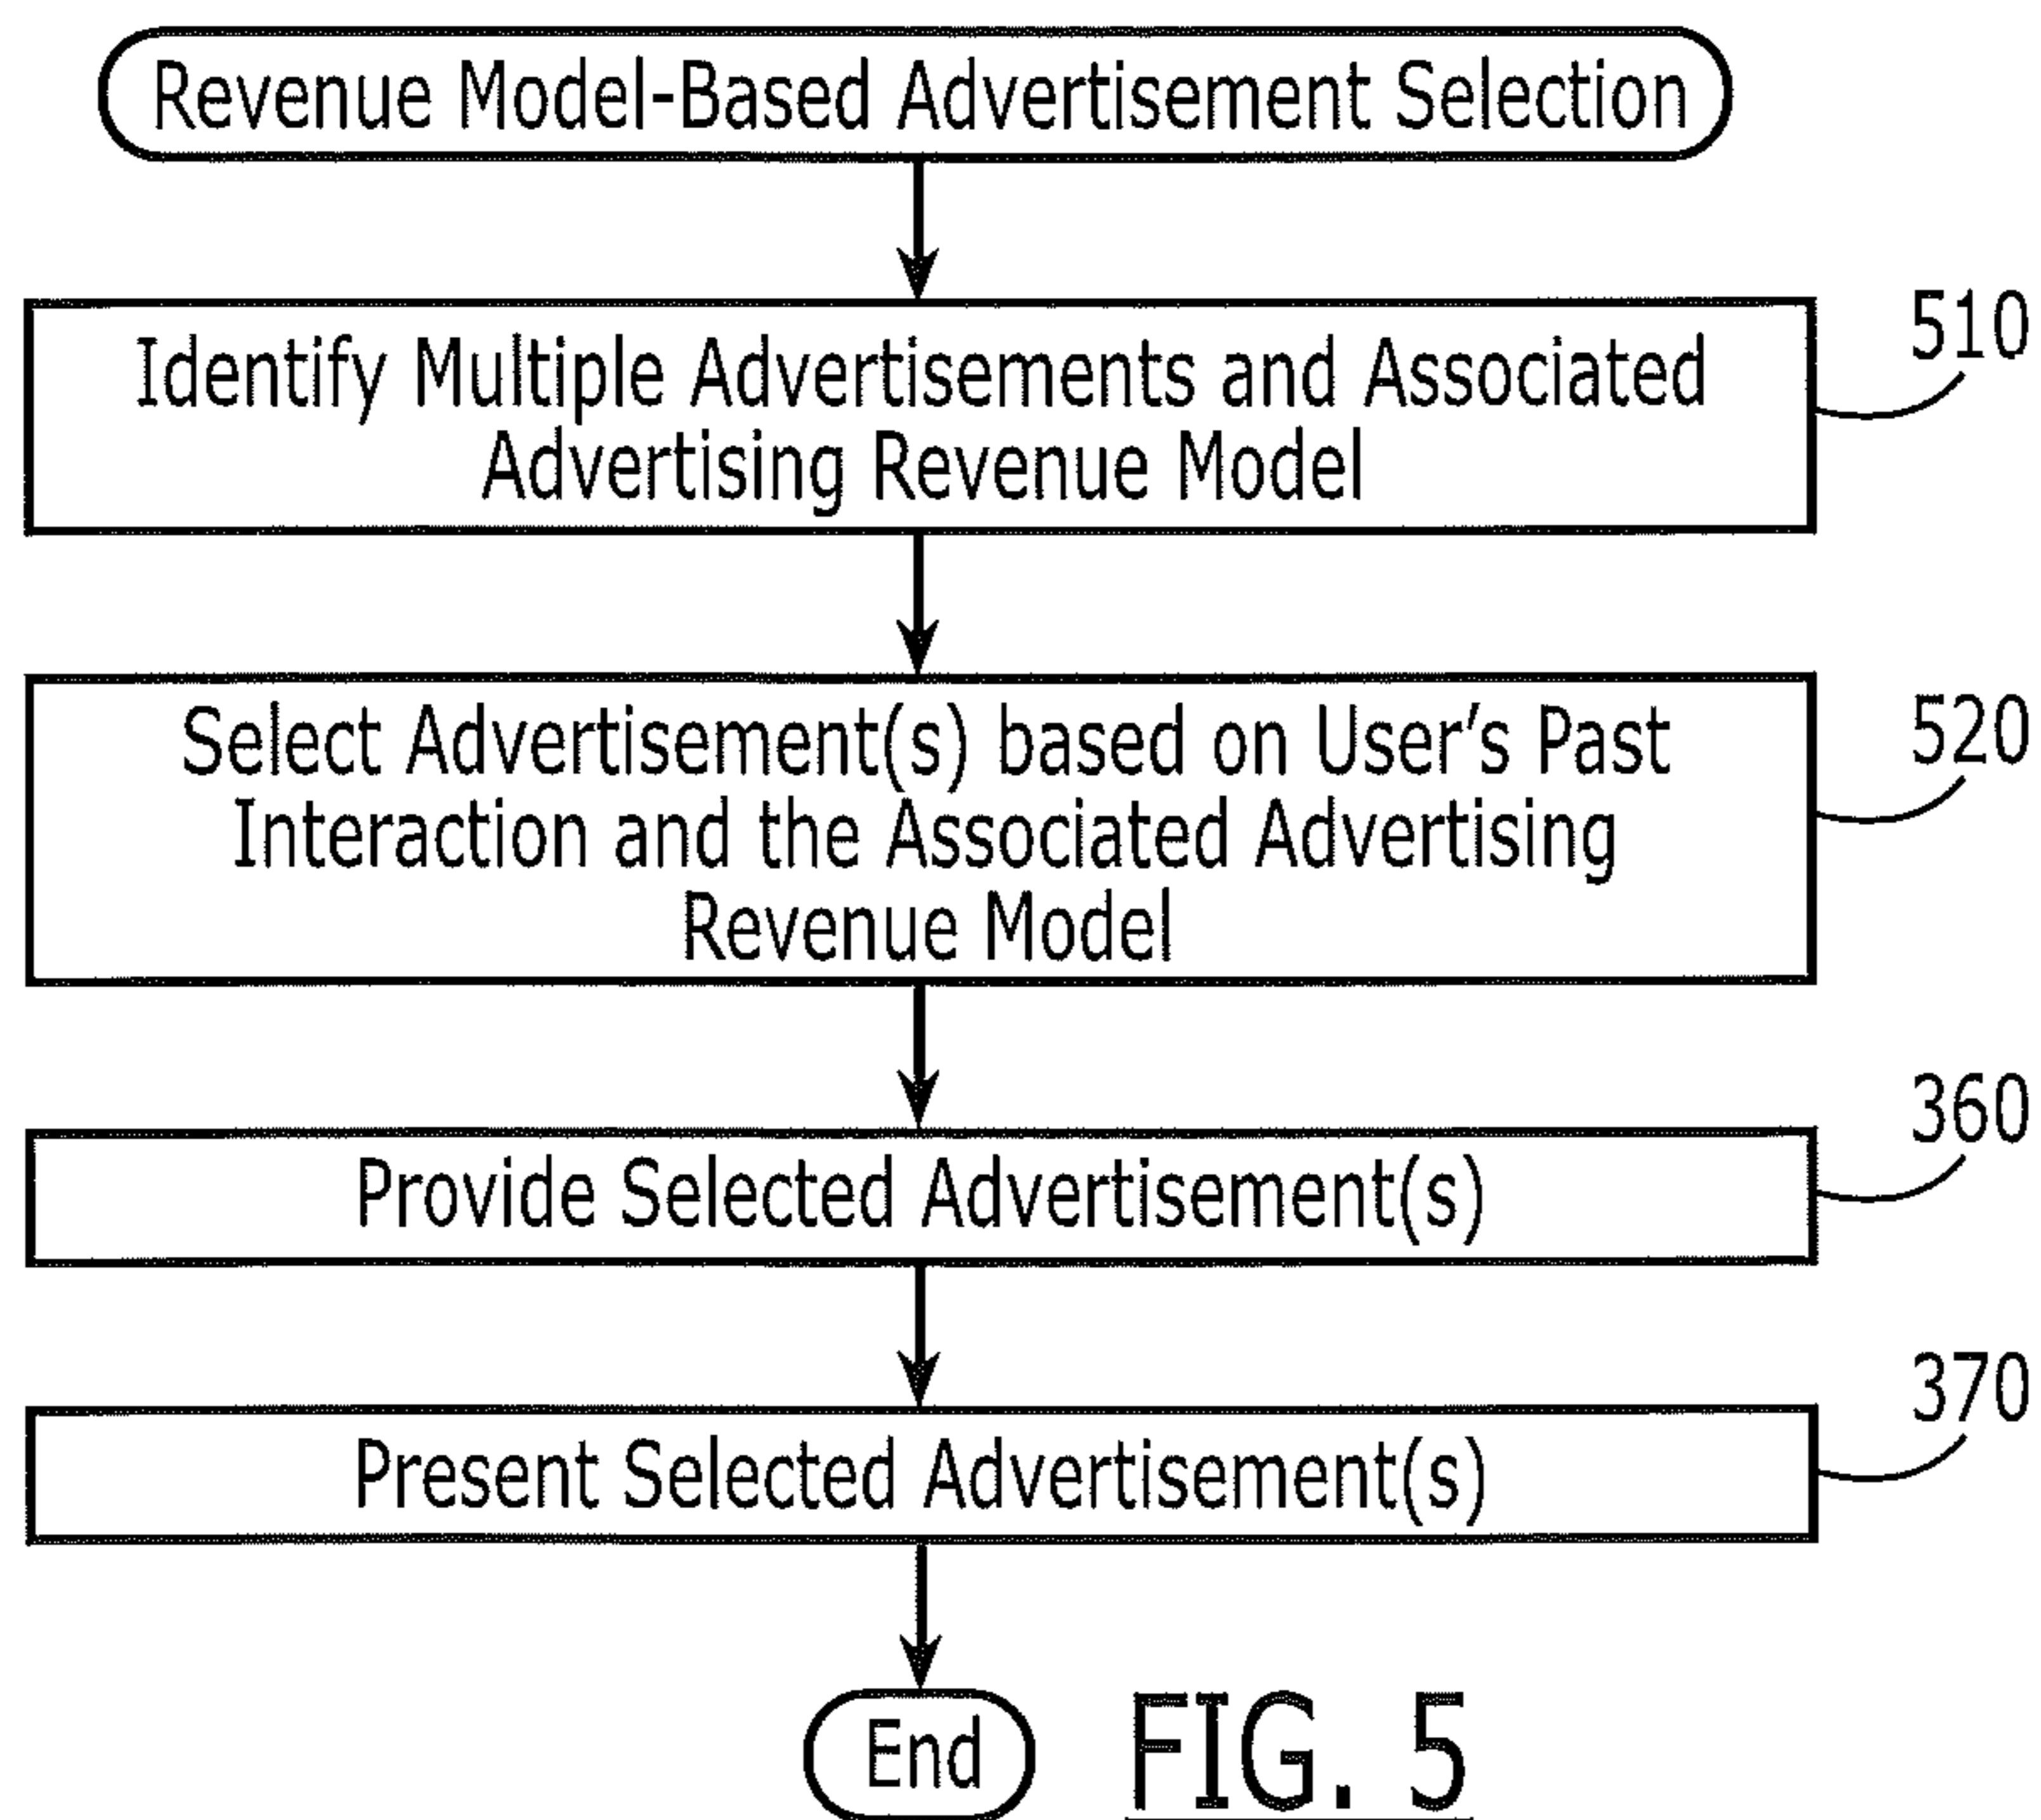 Revenue Model-Based Advertisement Selection
510
Identify Multiple Advertisements and Associated
Advertising Revenue Model
520
Select Advertisement(s) based on User's Past
Interaction and the Associated Advertising
Revenue Model
360
Provide Selected Advertisement(s)
370
Present Selected Advertisement(s)
End
FIG. 5